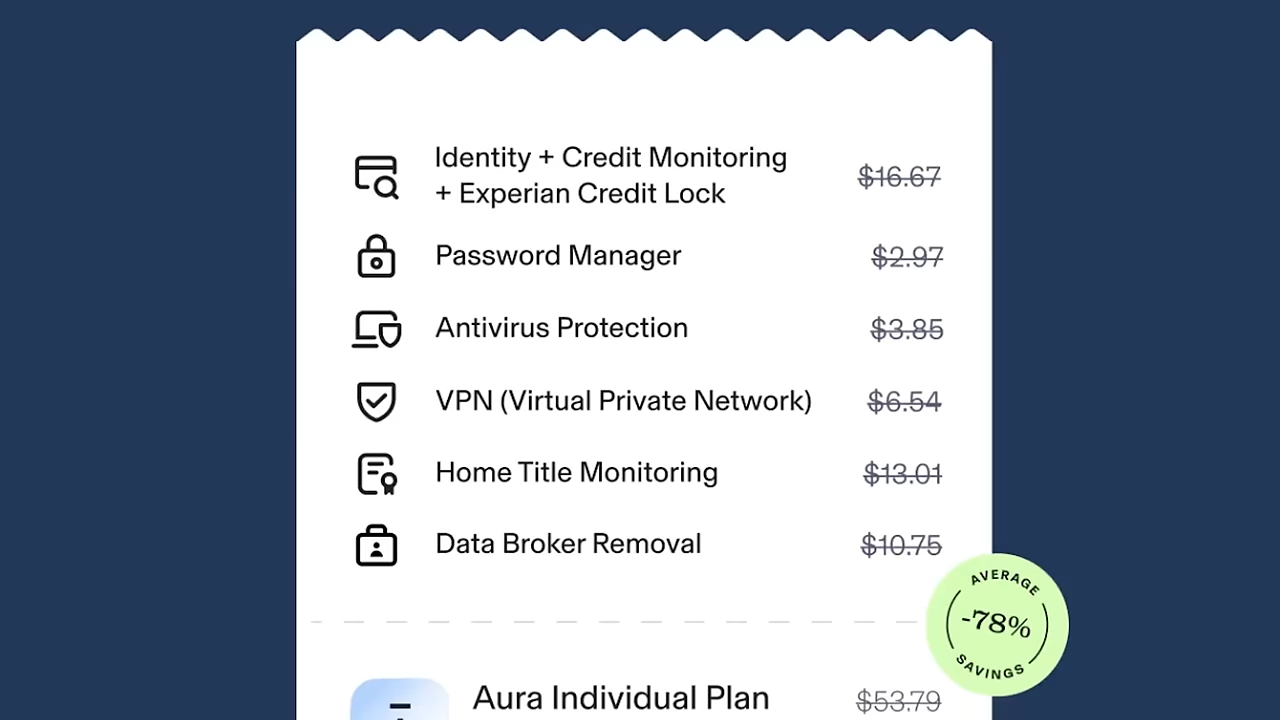 Identity + Credit Monitoring
+ Experian Credit Lock
$16.67
Password Manager
$2.97
Antivirus Protection
$3.85
VPN (Virtual Private Network)
$6.54
Home Title Monitoring
$13.01
Data Broker Removal
$10.75
AVERAGE
-78%
SAVINGS
Aura Individual Plan
$53.79